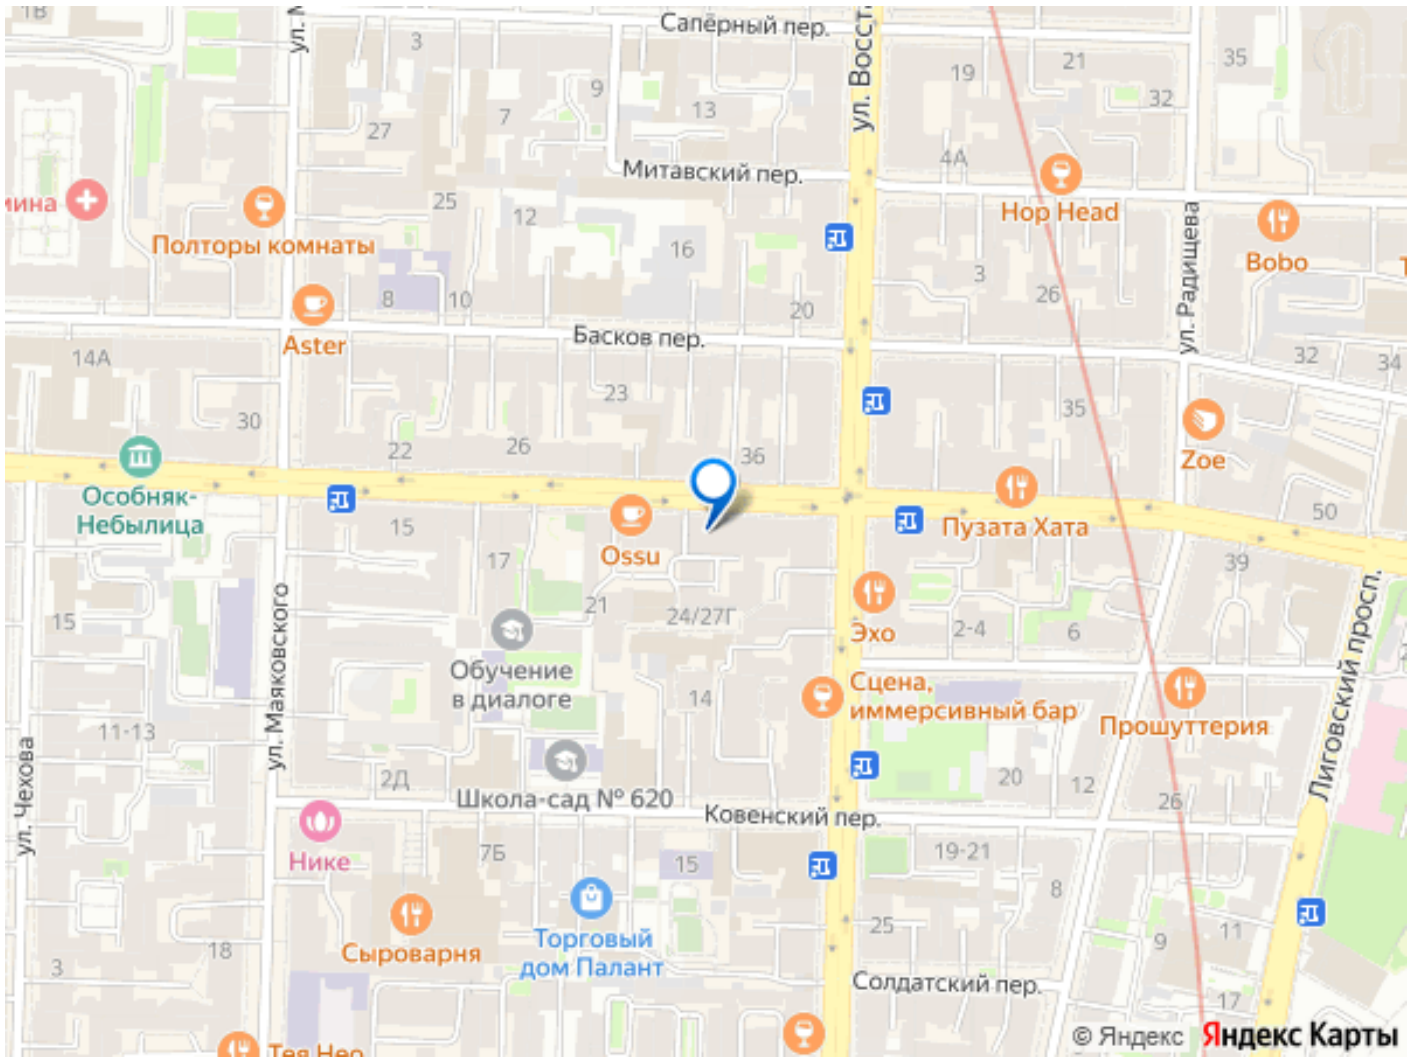 1В
ул. М
3
Сапёрный пер.
ул. Восст
21
35
19
9
13
32
7
27
4А
Митавский пер.
мина
25
12
Hop Head
ул. Радищева
Полторы комнаты
16
Bobo
3
26
8
10
20
Басков пер.
Aster
14А
32
34
23
35
30
22
26
36
Zoe
Особняк-
Небылица
15
Ossu
Пузата Хата
50
17
39
21
24/27Г
15
Эхо
2-4
6
ул. Маяковского
Обучение
в диалоге
Сцена,
иммерсивный бар
14
Прошуттерия
Лиговский просп.
11-13
ул. Чехова
2Д
Школа-сад № 620
20
12
26
Ковенский пер.
Нике
7Б
15
19-21
8
25
Сыроварня
Торговый
дом Палант
18
9
11
3
Солдатский пер.
17
Тея Нео
© Яндекс
Яндекс Карты